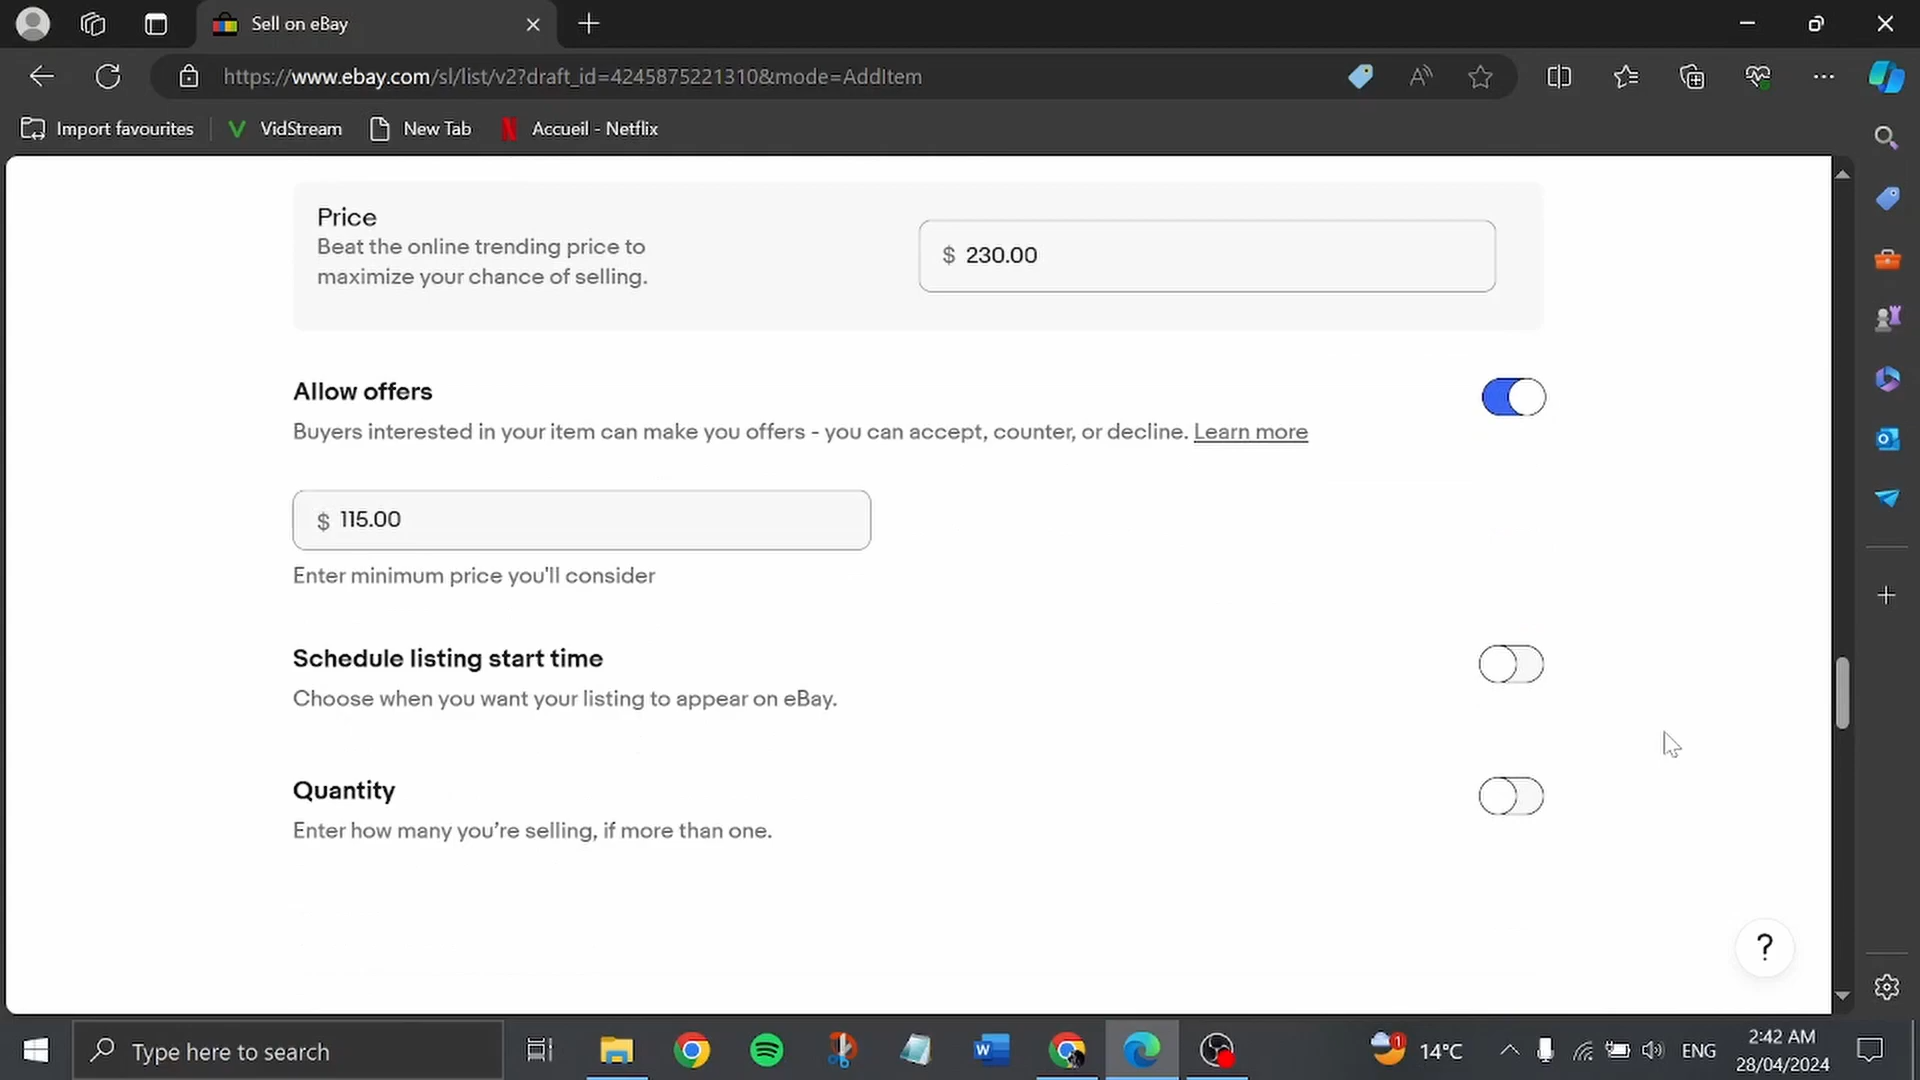 Sell on eBay
https://www.ebay.com/sl/list/v2?draft_id=4245875221310&mode=AddItem
Import favourites
VidStream
New Tab
Accueil - Netflix
Price
Beat the online trending price to
maximize your chance of selling.
$ 230.00
Allow offers
Buyers interested in your item can make you offers - you can accept, counter, or decline. Learn more
$ 115.00
Enter minimum price you'll consider
Schedule listing start time
Choose when you want your listing to appear on eBay.
Quantity
Enter how many you're selling, if more than one.
?
Type here to search
1
14°C
ENG
2:42 AM
28/04/2024